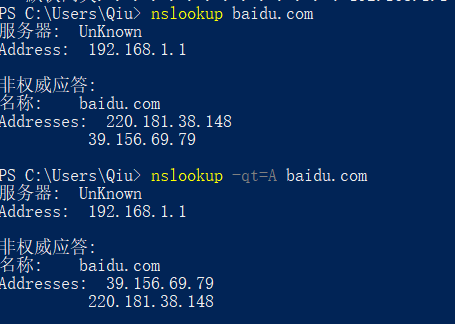 PS C:\Users\Qiu> nslookup baidu.com
服务器:  UnKnown
Address:  192.168.1.1
非权威应答:
名称:    baidu.com
Addresses:  220.181.38.148
39.156.69.79
PS C:\Users\Qiu> nslookup -qt=A baidu.com
服务器:  UnKnown
Address:  192.168.1.1
非权威应答:
名称:    baidu.com
Addresses:  39.156.69.79
220.181.38.148